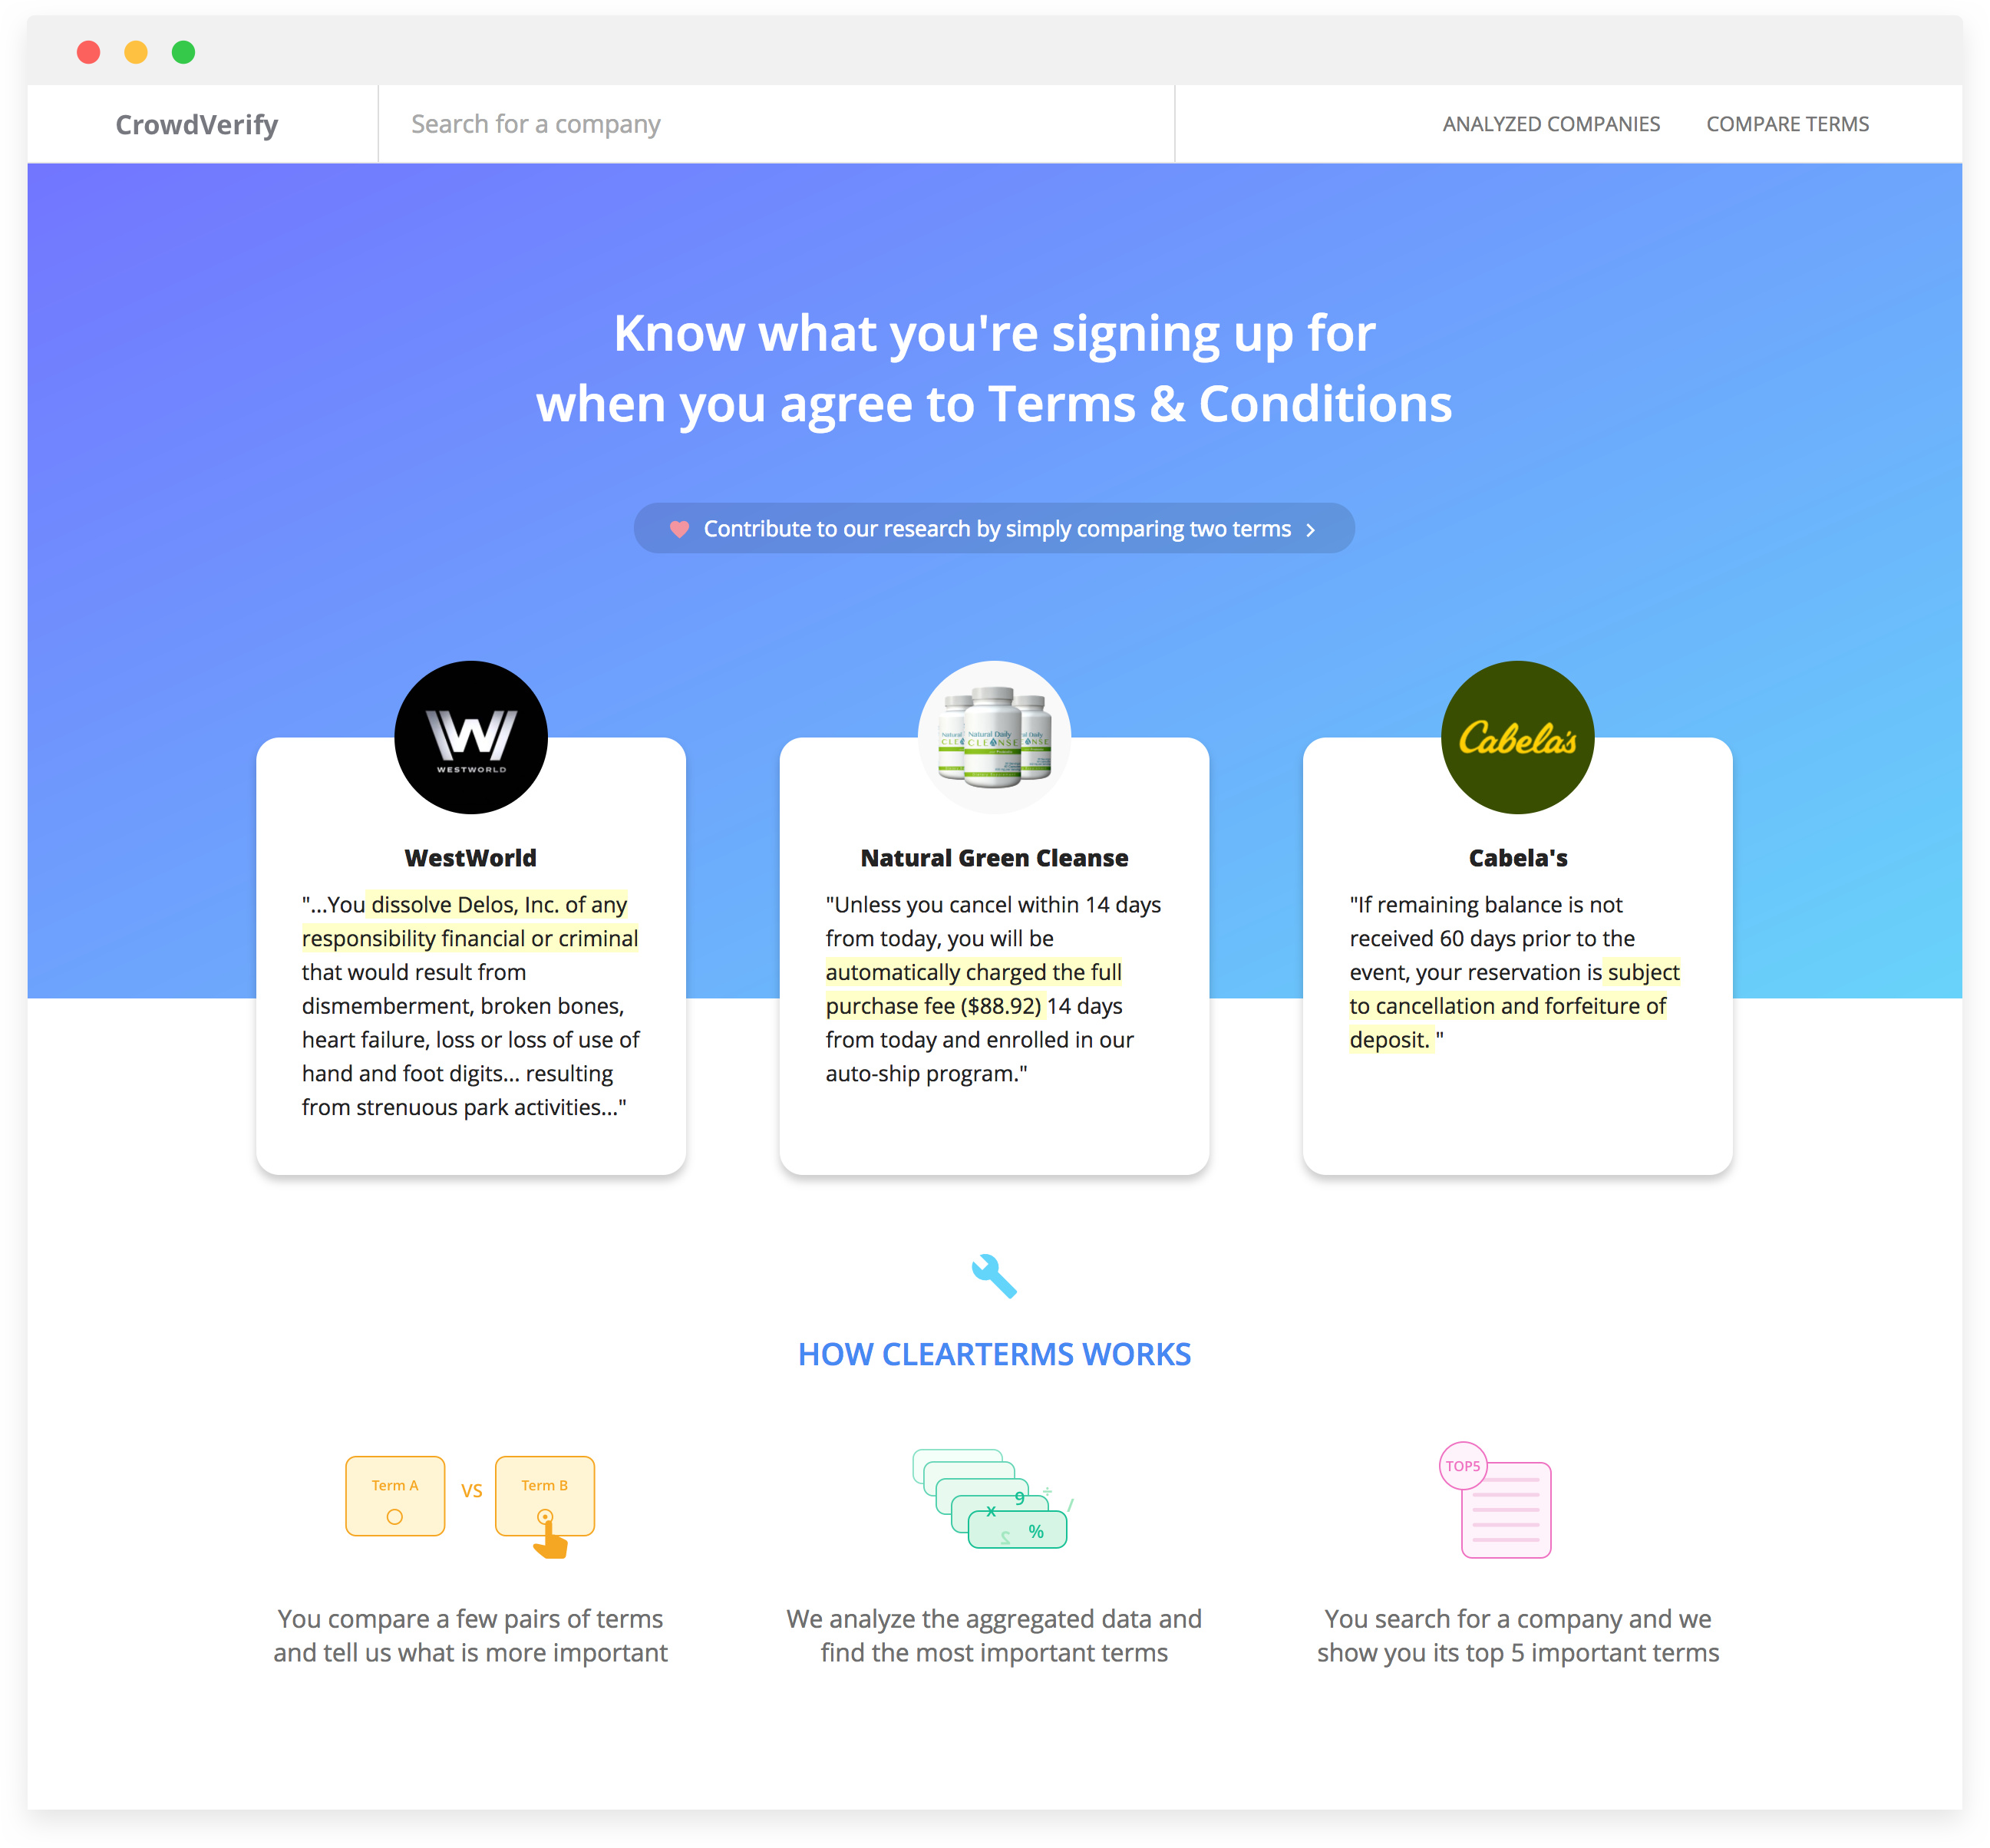 CrowdVerify
Search for a company
ANALYZED COMPANIES
COMPARE TERMS
Know what you're signing up for
when you agree to Terms & Conditions
Contribute to our research by simply comparing two terms
W
WESTWORLD
Natural Daily
CLEANSE
Cabela's
WestWorld
"...You dissolve Delos, Inc. of any
responsibility financial or criminal
that would result from
dismemberment, broken bones,
heart failure, loss or loss of use of
hand and foot digits... resulting
from strenuous park activities..."
Natural Green Cleanse
"Unless you cancel within 14 days
from today, you will be
automatically charged the full
purchase fee ($88.92) 14 days
from today and enrolled in our
auto-ship program."
Cabela's
"If remaining balance is not
received 60 days prior to the
event, your reservation is subject
to cancellation and forfeiture of
deposit. "
HOW CLEARTERMS WORKS
Term A
VS
Term B
x 9 ÷ /
2 %
TOP5
You compare a few pairs of terms
and tell us what is more important
We analyze the aggregated data and
find the most important terms
You search for a company and we
show you its top 5 important terms